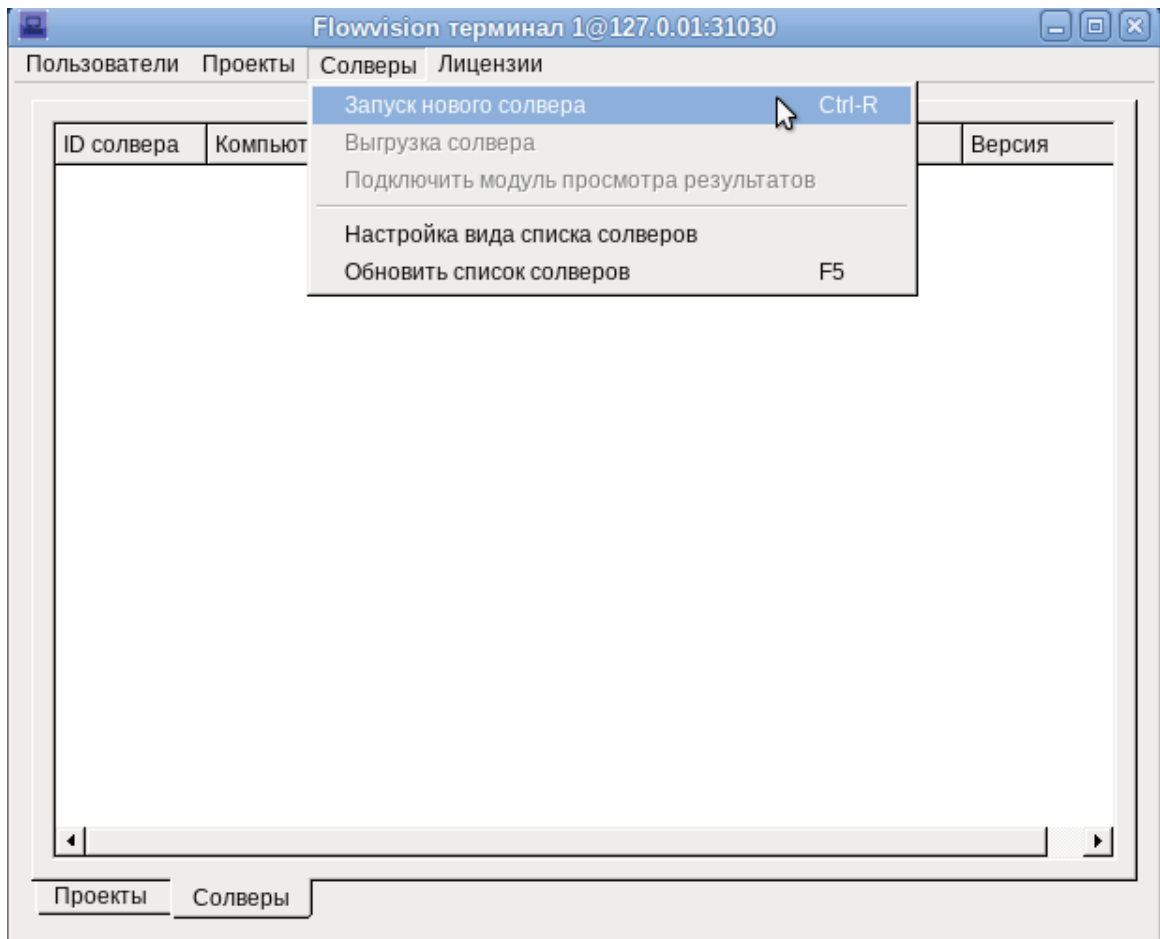 Flowvision терминал 1@127.0.01:31030
Пользователи Проекты Солверы Лицензии
Запуск нового солвера Ctrl-R
ID солвера Компьют Выгрузка солвера Версия
Подключить модуль просмотра результатов
Настройка вида списка солверов
Обновить список солверов F5
Проекты Солверы